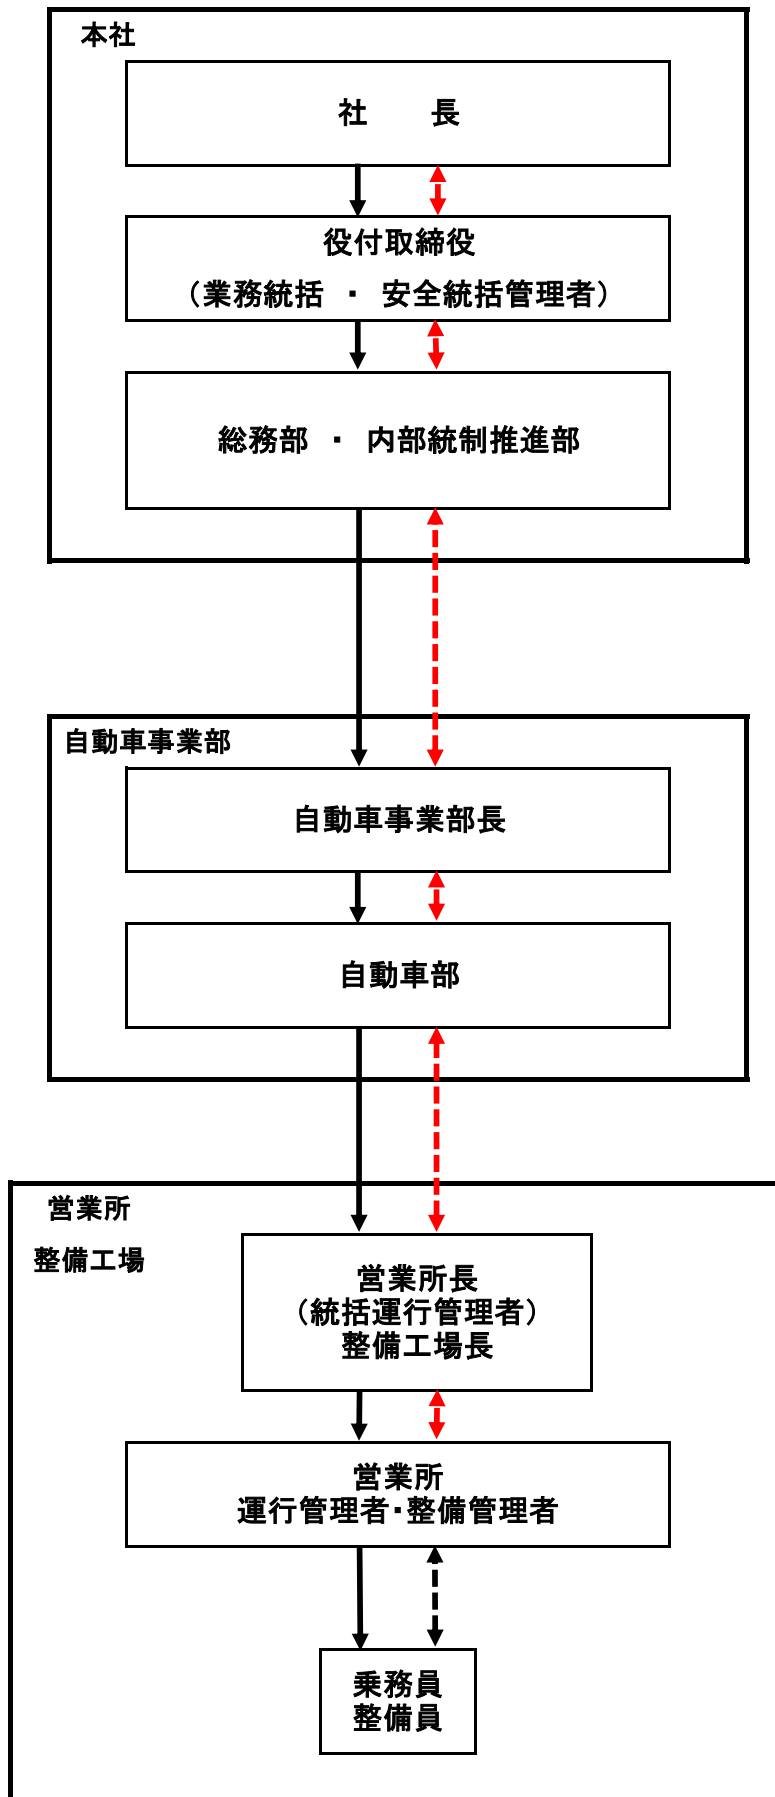 本社
社　　長
役付取締役
（業務統括　・　安全統括管理者）
総務部　・　内部統制推進部
自動車事業部
自動車事業部長
自動車部
営業所
整備工場
営業所長
（統括運行管理者）
整備工場長
営業所
運行管理者・整備管理者
乗務員
整備員